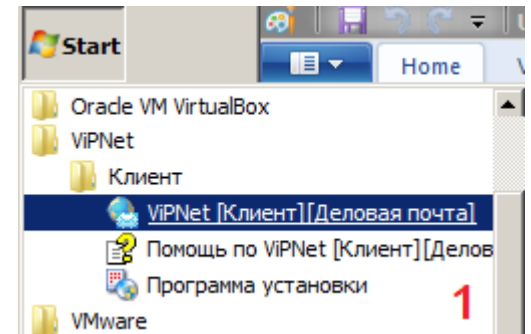 Start
Home
Oracle VM VirtualBox
ViPNet
Клиент
ViPNet [Клиент][Деловая почта]
Помощь по ViPNet [Клиент][Делов
Программа установки
1
VMware